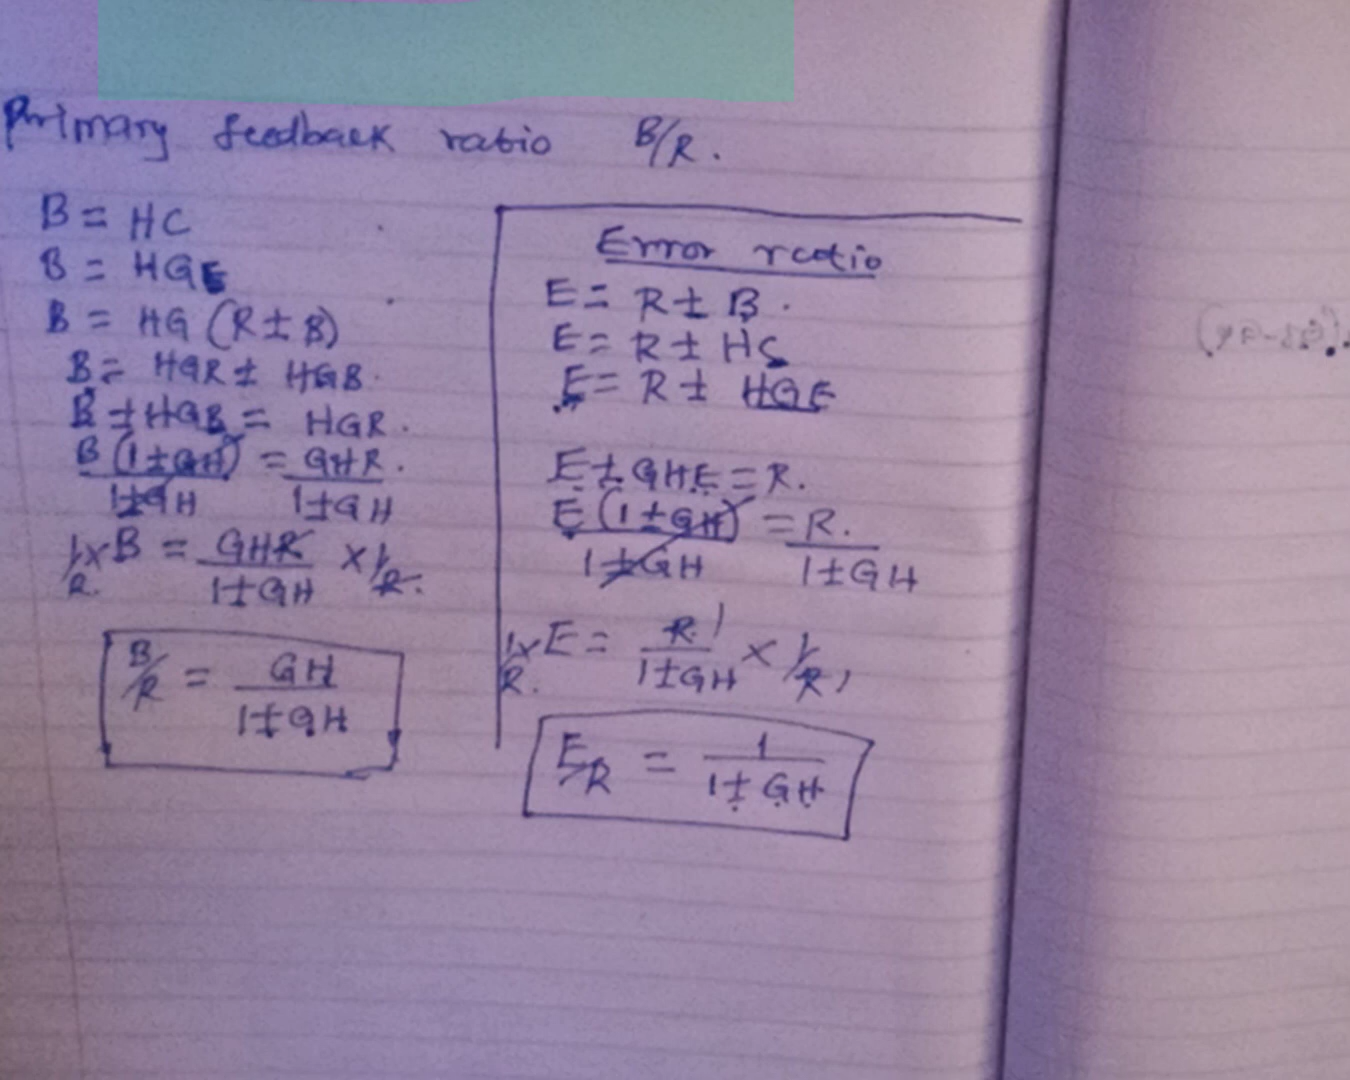 Primary feedback ratio B/R.
B = HC
B = HGE
B = HG (R ± B)
B = HGR ± HGB.
B ± HGB = HGR.
B (1±GH) = GHR.
1±GH 1±GH
1/R. × B = GHR/1±GH × 1/R.
B/R = GH/1±GH
Error ratio
E = R ± B.
E = R ± HC
E = R ± HGE
E ± GHE = R.
E (1±GH) = R.
1±GH 1±GH
1/R. × E = R/1±GH × 1/R,
E/R = 1/1±GH